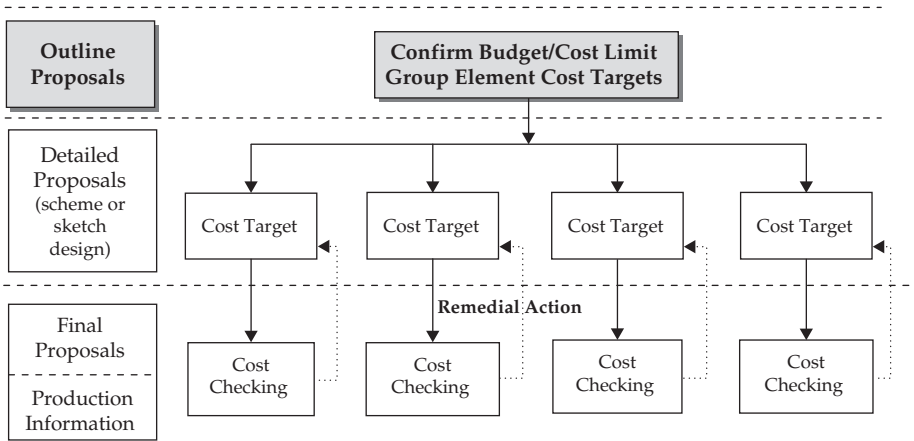 Outline
Proposals
Confirm Budget/Cost Limit
Group Element Cost Targets
Detailed
Proposals
(scheme or
sketch
design)
Cost Target
Cost Target
Cost Target
Cost Target
Remedial Action
Final
Proposals
Production
Information
Cost
Checking
Cost
Checking
Cost
Checking
Cost
Checking